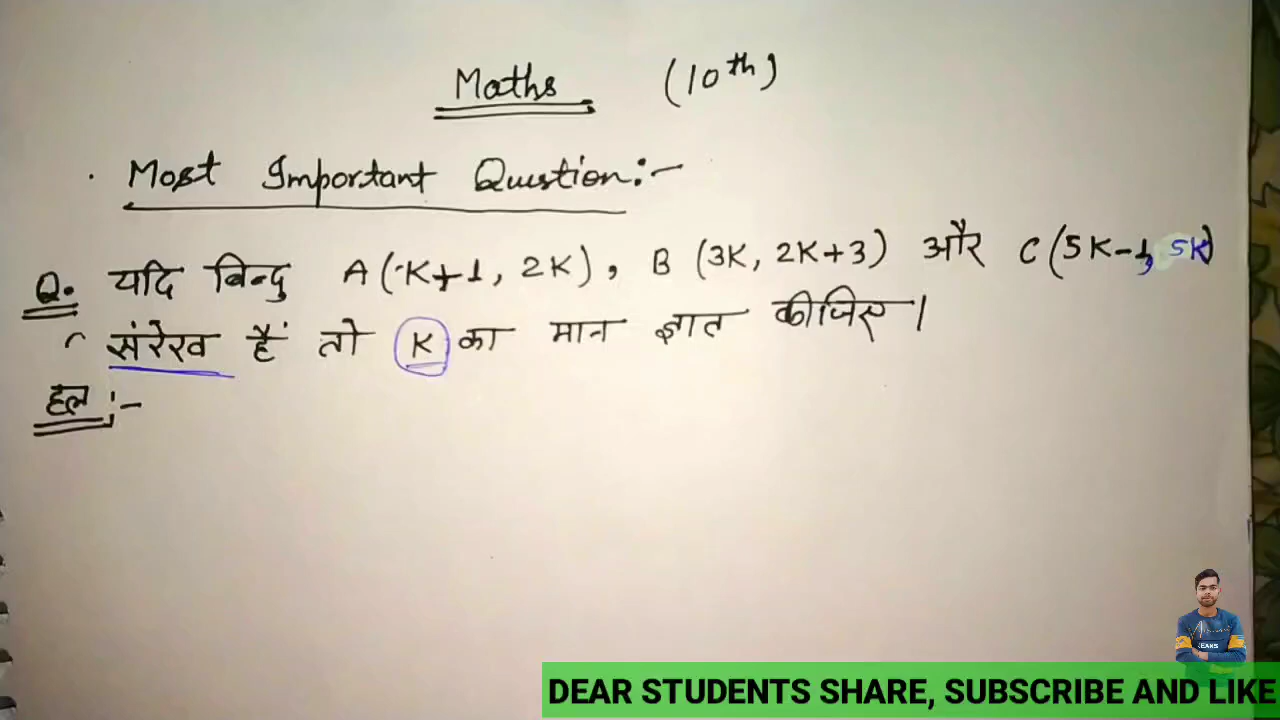 Maths (10th)
. Most Important Question:-
Q. यदि बिन्दु A(K+1, 2K), B (3K, 2K+3) और C (5K-1, 5K)
संरेख हैं तो K का मान ज्ञात कीजिए।
हल :-
DEAR STUDENTS SHARE, SUBSCRIBE AND LIKE